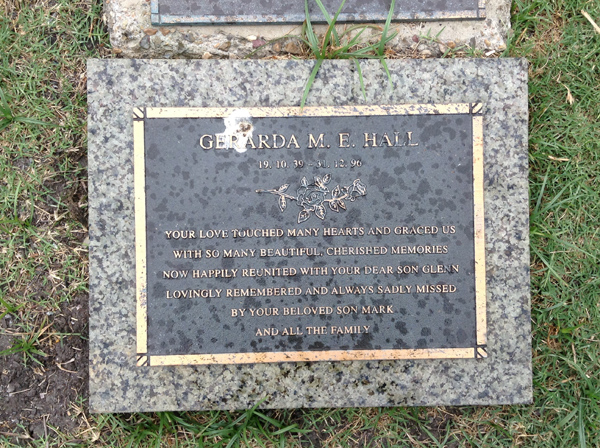 GERARDA M. E. HALL
19. 10. 39 - 31. 12. 96
YOUR LOVE TOUCHED MANY HEARTS AND GRACED US
WITH SO MANY BEAUTIFUL, CHERISHED MEMORIES
NOW HAPPILY REUNITED WITH YOUR DEAR SON GLENN
LOVINGLY REMEMBERED AND ALWAYS SADLY MISSED
BY YOUR BELOVED SON MARK
AND ALL THE FAMILY